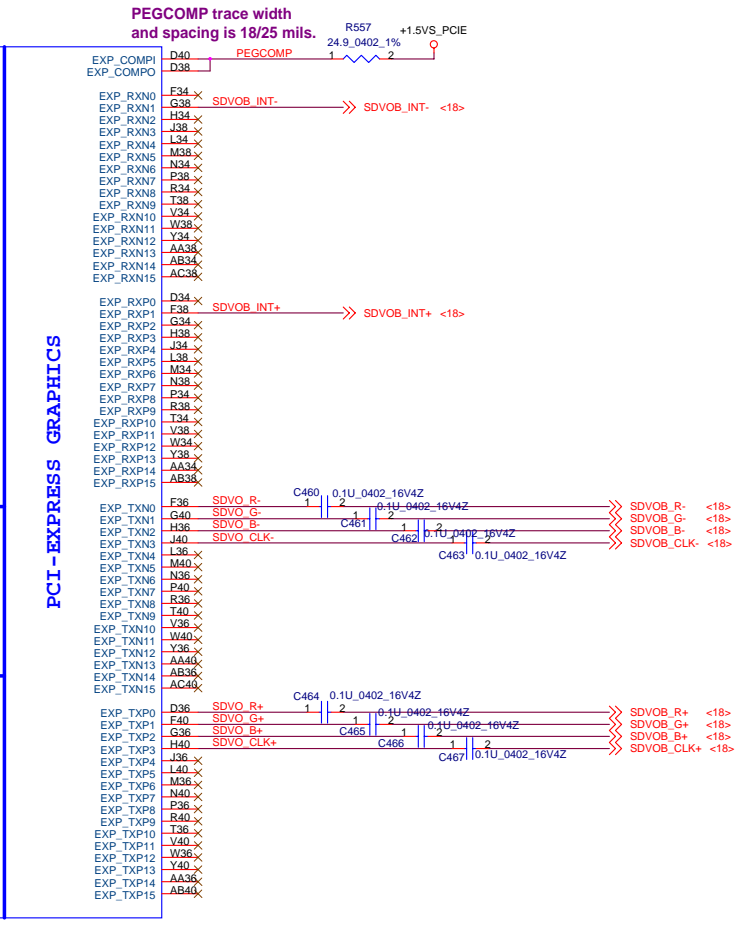 PEGCOMP trace width
and spacing is 18/25 mils.
R557
24.9_0402_1%
+1.5VS_PCIE
EXP_COMPI D40 PEGCOMP 1 2
EXP_COMPO D38
EXP_RXN0 F34
EXP_RXN1 G38 SDVOB_INT- SDVOB_INT- <18>
EXP_RXN2 H34
EXP_RXN3 J38
EXP_RXN4 L34
EXP_RXN5 M38
EXP_RXN6 N34
EXP_RXN7 P38
EXP_RXN8 R34
EXP_RXN9 T38
EXP_RXN10 V34
EXP_RXN11 W38
EXP_RXN12 Y34
EXP_RXN13 AA38
EXP_RXN14 AB34
EXP_RXN15 AC38
EXP_RXP0 D34
EXP_RXP1 F38 SDVOB_INT+ SDVOB_INT+ <18>
EXP_RXP2 G34
EXP_RXP3 H38
EXP_RXP4 J34
EXP_RXP5 L38
EXP_RXP6 M34
EXP_RXP7 N38
EXP_RXP8 P34
EXP_RXP9 R38
EXP_RXP10 T34
EXP_RXP11 V38
EXP_RXP12 W34
EXP_RXP13 Y38
EXP_RXP14 AA34
EXP_RXP15 AB38
PCI-EXPRESS GRAPHICS
C460 0.1U_0402_16V4Z
EXP_TXN0 F36 SDVO_R- 1 2 0.1U_0402_16V4Z SDVOB_R- <18>
EXP_TXN1 G40 SDVO_G- 1 2 SDVOB_G- <18>
C461
EXP_TXN2 H36 SDVO_B- 1 2 0.1U_0402_16V4Z SDVOB_B- <18>
C462
EXP_TXN3 J40 SDVO_CLK- 1 2 SDVOB_CLK- <18>
C463 0.1U_0402_16V4Z
EXP_TXN4 L36
EXP_TXN5 M40
EXP_TXN6 N36
EXP_TXN7 P40
EXP_TXN8 R36
EXP_TXN9 T40
EXP_TXN10 V36
EXP_TXN11 W40
EXP_TXN12 Y36
EXP_TXN13 AA40
EXP_TXN14 AB36
EXP_TXN15 AC40
C464 0.1U_0402_16V4Z
EXP_TXP0 D36 SDVO_R+ 1 2 0.1U_0402_16V4Z SDVOB_R+ <18>
EXP_TXP1 F40 SDVO_G+ 1 2 0.1U_0402_16V4Z SDVOB_G+ <18>
C465
EXP_TXP2 G36 SDVO_B+ 1 2 SDVOB_B+ <18>
C466
EXP_TXP3 H40 SDVO_CLK+ 1 2 SDVOB_CLK+ <18>
C467 0.1U_0402_16V4Z
EXP_TXP4 J36
EXP_TXP5 L40
EXP_TXP6 M36
EXP_TXP7 N40
EXP_TXP8 P36
EXP_TXP9 R40
EXP_TXP10 T36
EXP_TXP11 V40
EXP_TXP12 W36
EXP_TXP13 Y40
EXP_TXP14 AA36
EXP_TXP15 AB40